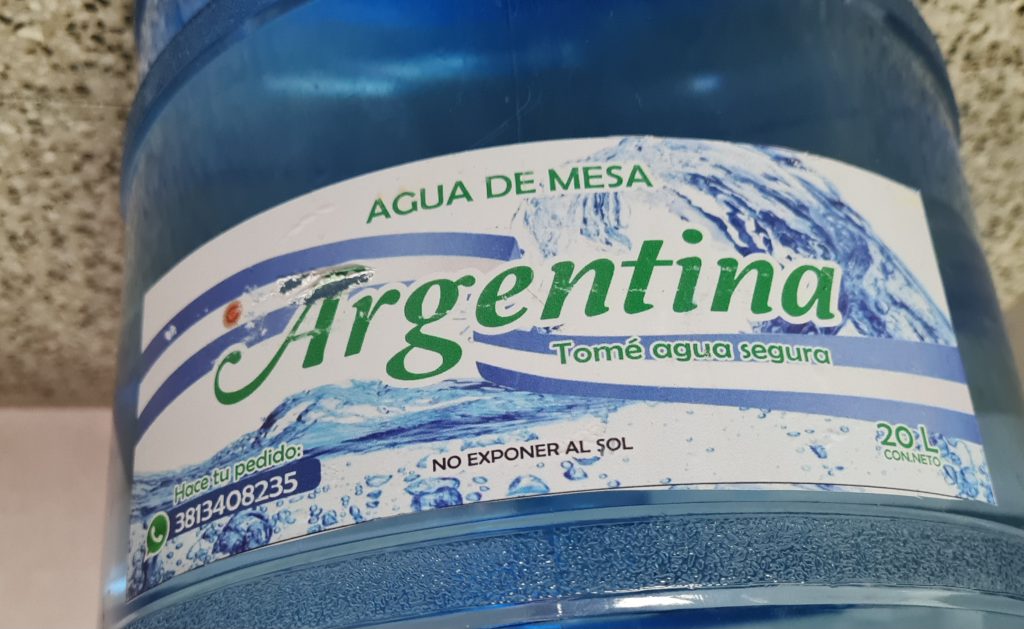 AGUA DE MESA
Argentina
Tomé agua segura
NO EXPONER AL SOL
20 L
CON.NETO
Hace tu pedido:
3813408235